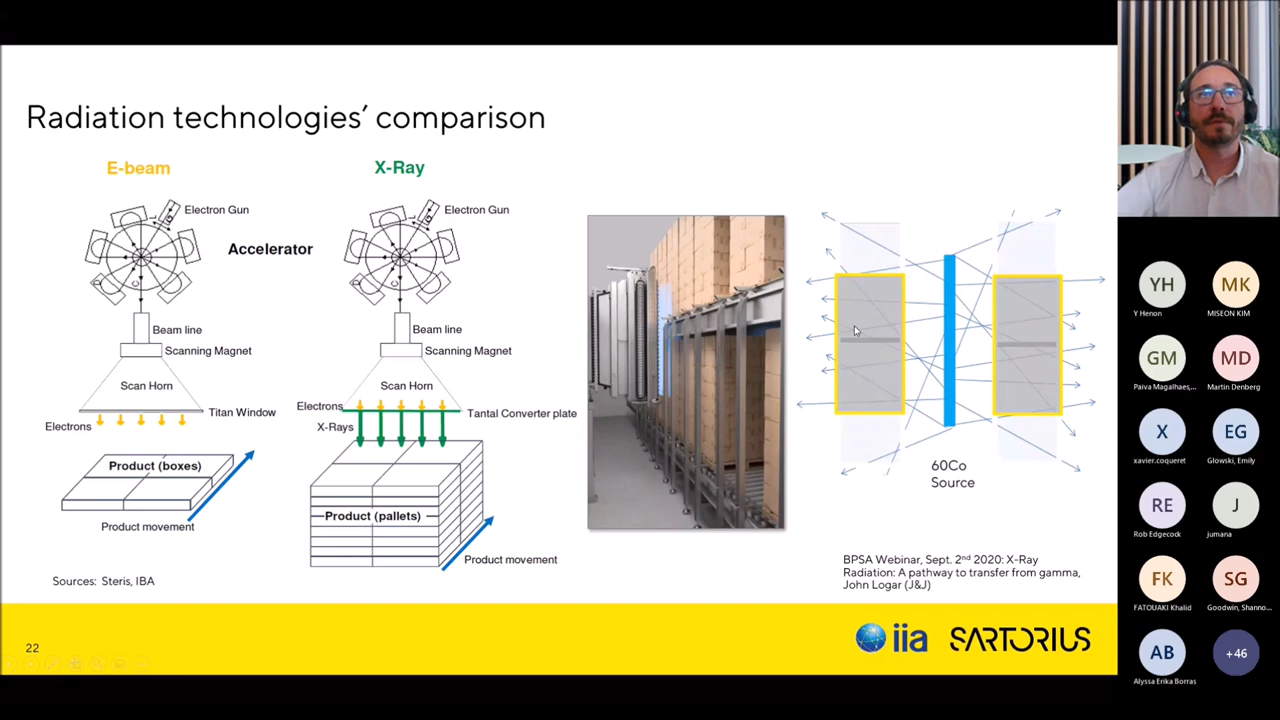 Radiation technologies’ comparison
E-beam
X-Ray
Electron Gun
Electron Gun
Accelerator
Beam line
Beam line
Scanning Magnet
Scanning Magnet
Scan Horn
Scan Horn
Titan Window
Electrons
Electrons
Tantal Converter plate
X-Rays
Product (boxes)
Product movement
Product (pallets)
Product movement
Sources: Steris, IBA
60Co
Source
BPSA Webinar, Sept. 2nd 2020: X-Ray
Radiation: A pathway to transfer from gamma,
John Logar (J&J)
22
iia
SARTORIUS
YH
Y Henon
MK
MISEON KIM
GM
Paiva Magalhaes,...
MD
Martin Denberg
X
xavier.coqueret
EG
Glowski, Emily
RE
Rob Edgecock
J
jumana
FK
FATOUAKI Khalid
SG
Goodwin, Shanno...
AB
Alyssa Erika Borras
+46